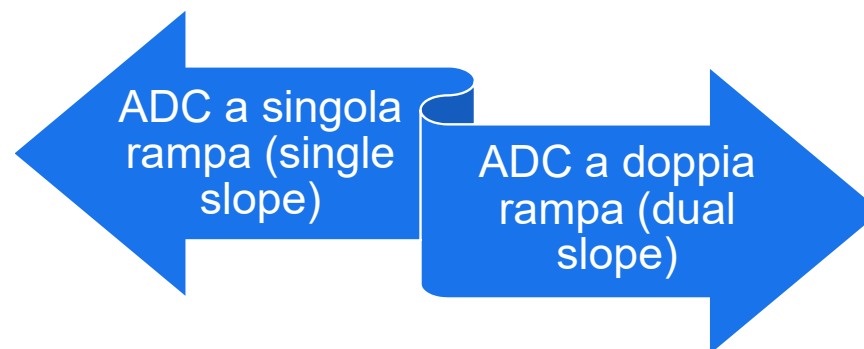 ADC a singola
rampa (single
slope)
ADC a doppia
rampa (dual
slope)